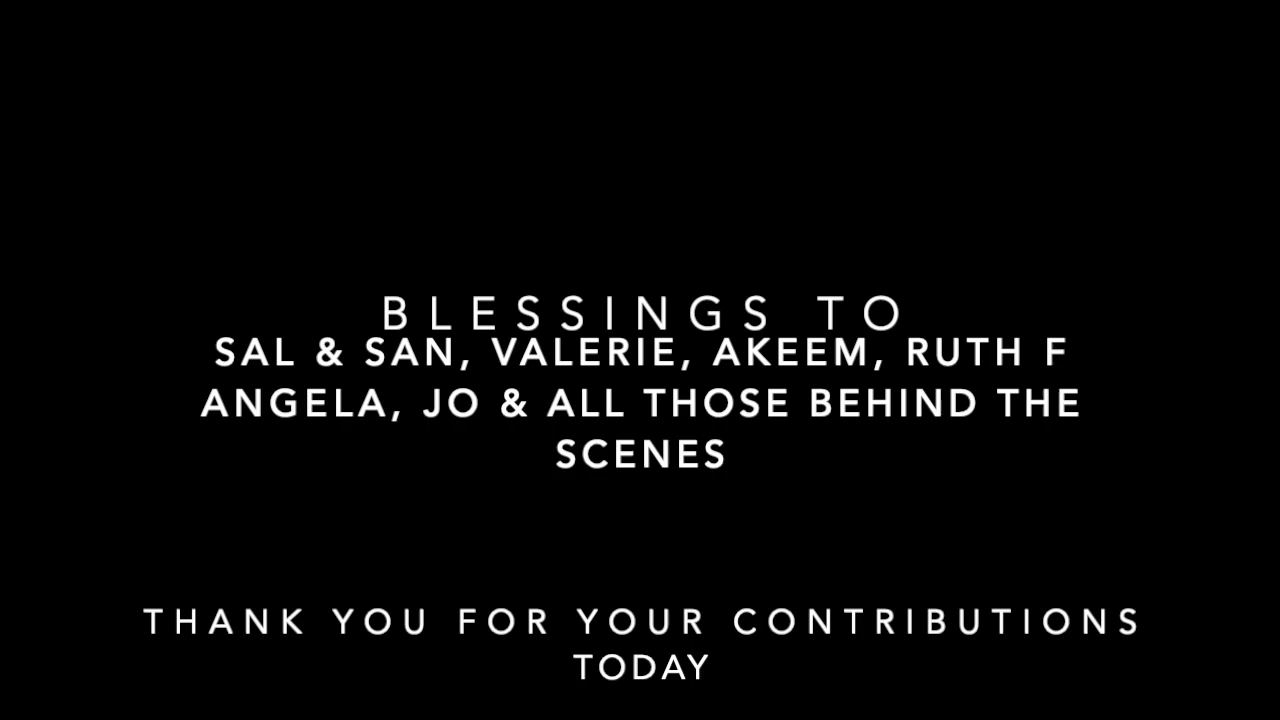 BLESSINGS TO
SAL & SAN, VALERIE, AKEEM, RUTH F
ANGELA, JO & ALL THOSE BEHIND THE
SCENES
THANK YOU FOR YOUR CONTRIBUTIONS
TODAY